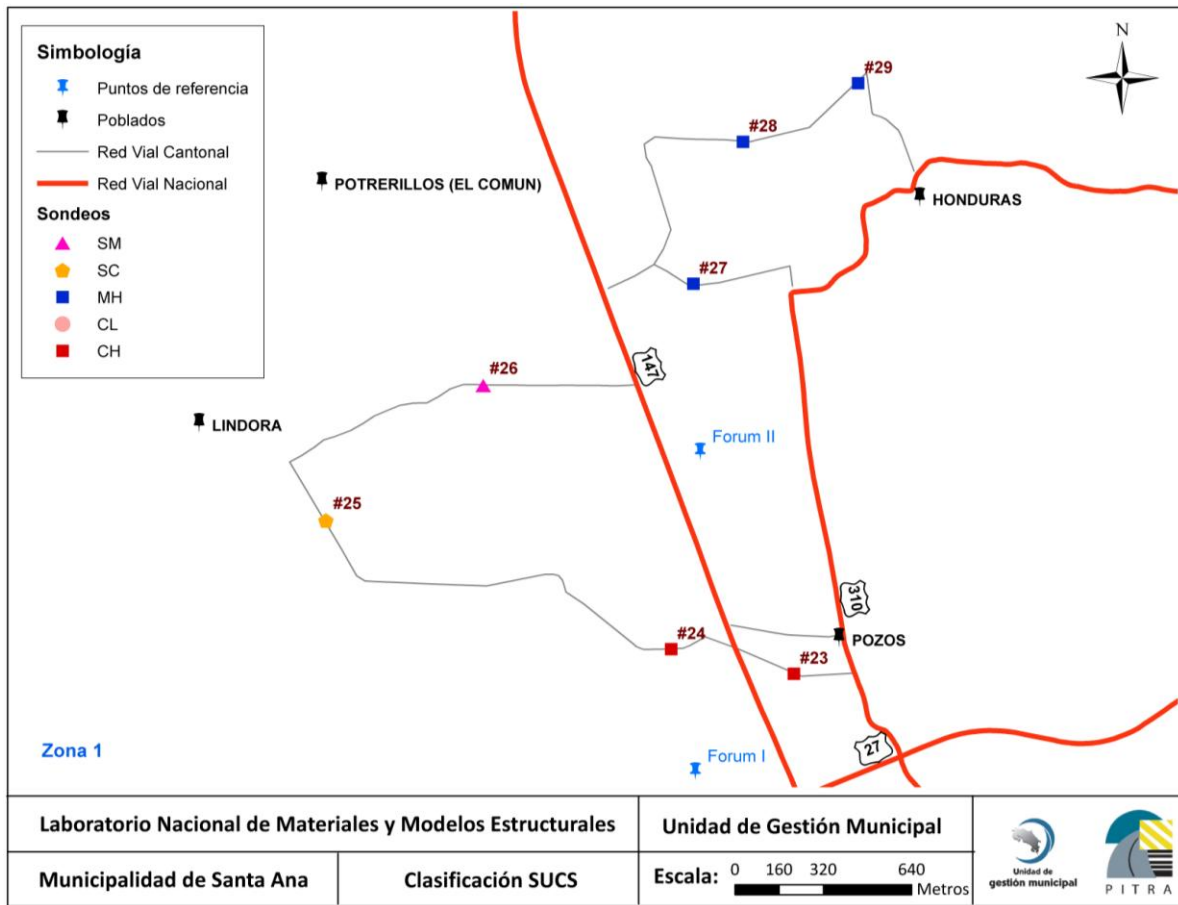 Simbología
Puntos de referencia
Poblados
Red Vial Cantonal
Red Vial Nacional
Sondeos
SM
SC
MH
CL
CH
N
#29
#28
POTRERILLOS (EL COMUN)
HONDURAS
#27
147
#26
LINDORA
Forum II
#25
310
#24
POZOS
#23
Zona 1
Forum I
27
Laboratorio Nacional de Materiales y Modelos Estructurales
Unidad de Gestión Municipal
Municipalidad de Santa Ana
Clasificación SUCS
Escala: 0 160 320 640
Metros
Unidad de
gestión municipal
PITRA